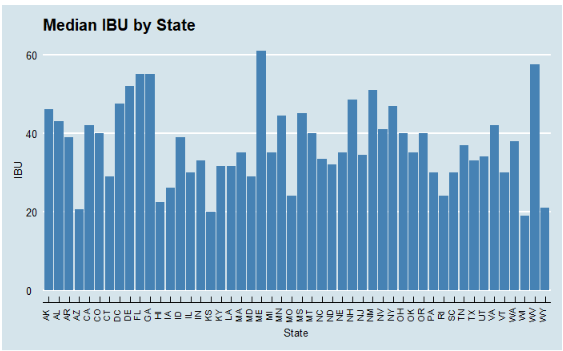 Median IBU by State
60
40
20
0
IBU
AK AL AR AZ CA CO CT DC DE FL GA HI IA ID IL IN KS KY LA MA MD ME MI MN MO MS MT NC ND NE NH NJ NM NV NY OH OK OR PA RI SC TN TX UT VA VT WA WI WV WY
State